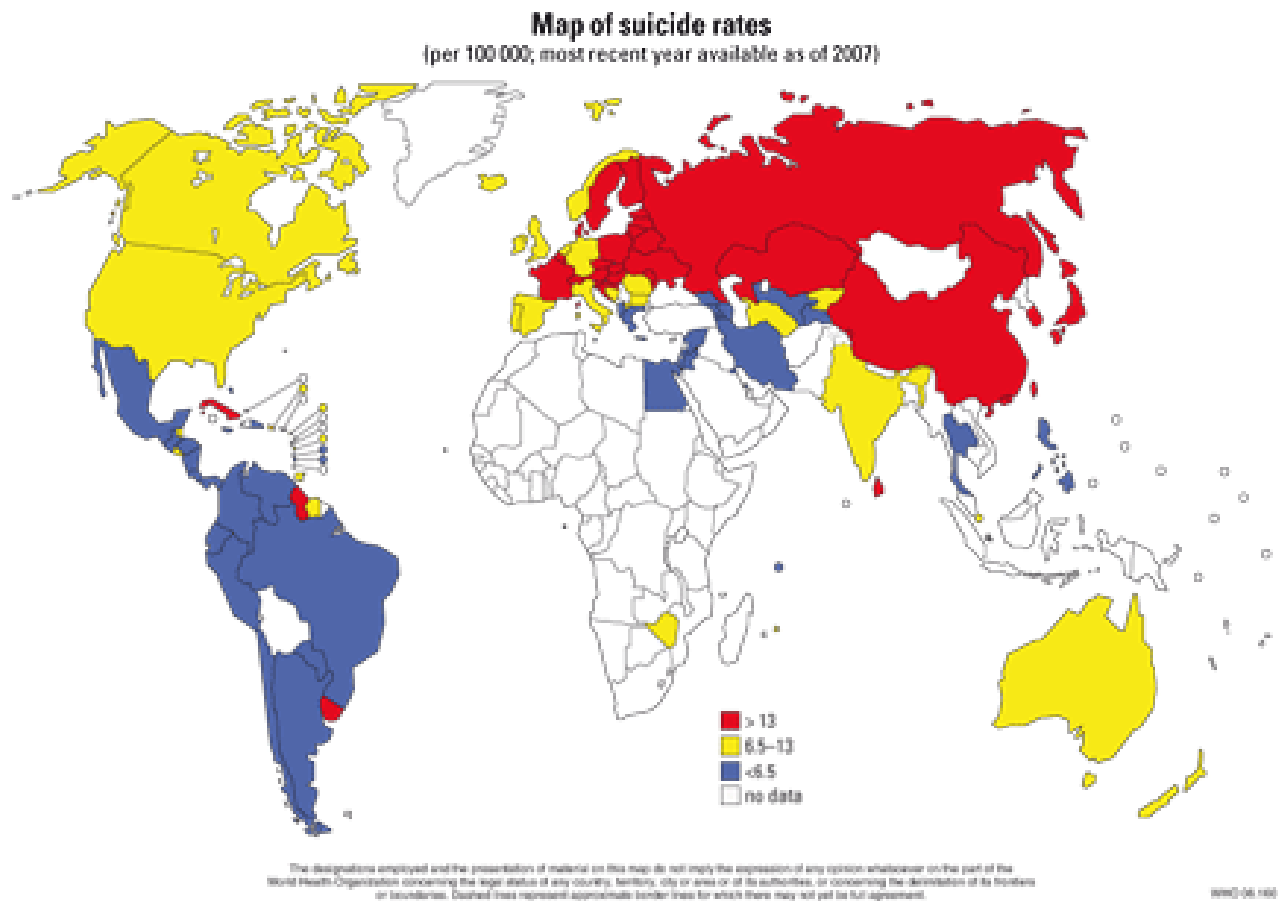 Map of suicide rates
(per 100 000; most recent year available as of 2007)
> 13
6.5–13
<6.5
no data
The designations employed and the presentation of material on this map do not imply the expression of any opinion whatsoever on the part of the
World Health Organization concerning the legal status of any country, territory, city or area or of its authorities, or concerning the delimitation of its frontiers
or boundaries. Dashed lines represent approximate border lines for which there may not yet be full agreement.